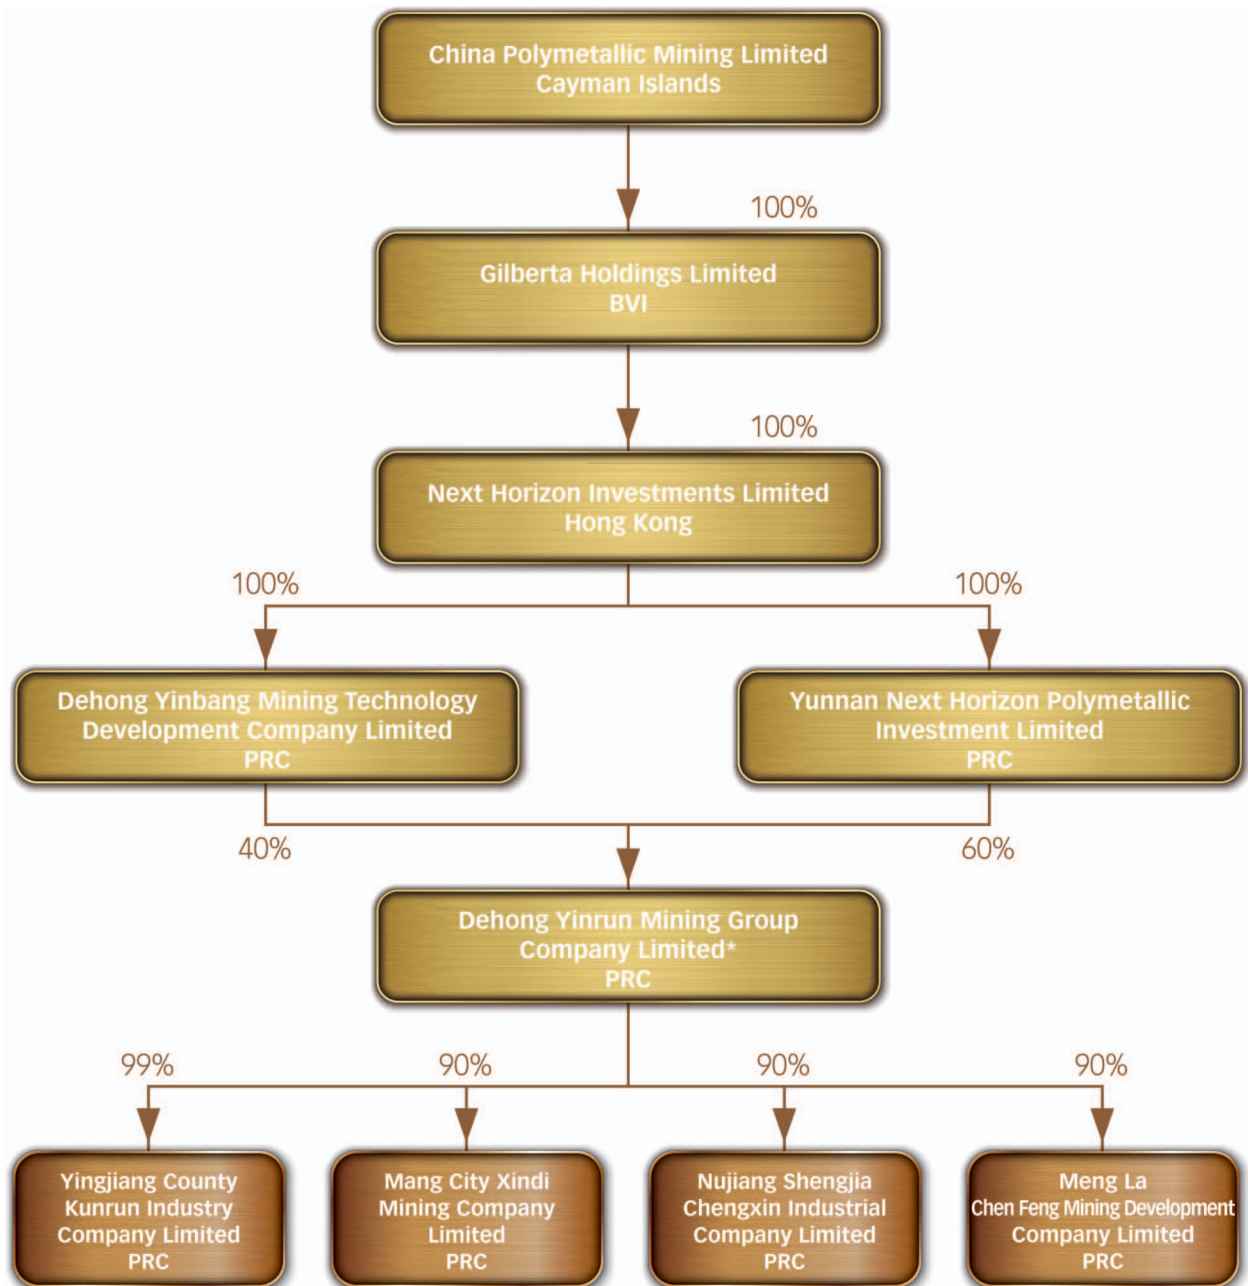 China Polymetallic Mining Limited
Cayman Islands
100%
Gilberta Holdings Limited
BVI
100%
Next Horizon Investments Limited
Hong Kong
100%
100%
Dehong Yinbang Mining Technology
Development Company Limited
PRC
Yunnan Next Horizon Polymetallic
Investment Limited
PRC
40%
60%
Dehong Yinrun Mining Group
Company Limited*
PRC
99%
90%
90%
90%
Yingjiang County
Kunrun Industry
Company Limited
PRC
Mang City Xindi
Mining Company
Limited
PRC
Nujiang Shengjia
Chengxin Industrial
Company Limited
PRC
Meng La
Chen Feng Mining Development
Company Limited
PRC